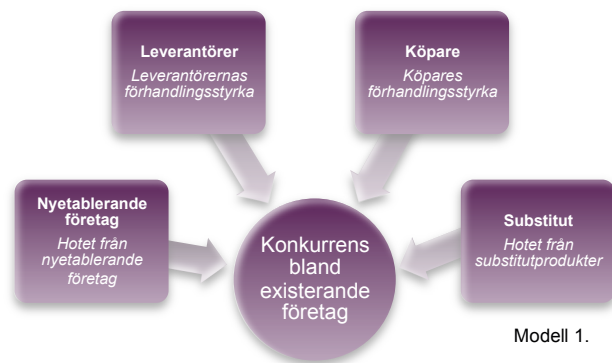 Leverantörer
Leverantörernas
förhandlingsstyrka
Köpare
Köpares
förhandlingsstyrka
Nyetablerande
företag
Hotet från
nyetablerande
företag
Konkurrens
bland
existerande
företag
Substitut
Hotet från
substitutprodukter
Modell 1.